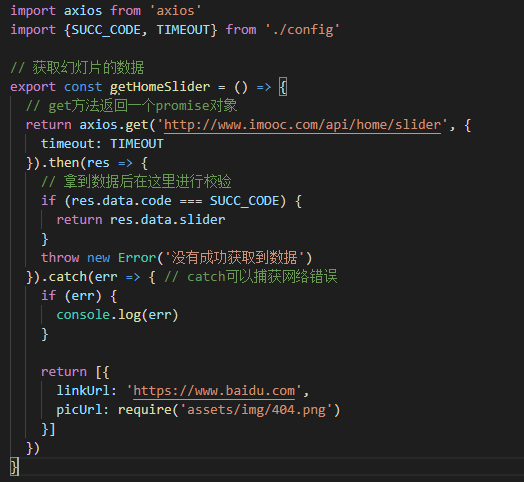 import axios from 'axios'
import {SUCC_CODE, TIMEOUT} from './config'

// 获取幻灯片的数据
export const getHomeSlider = () => {
  // get方法返回一个promise对象
  return axios.get('http://www.imooc.com/api/home/slider', {
    timeout: TIMEOUT
  }).then(res => {
    // 拿到数据后在这里进行校验
    if (res.data.code === SUCC_CODE) {
      return res.data.slider
    }
    throw new Error('没有成功获取到数据')
  }).catch(err => { // catch可以捕获网络错误
    if (err) {
      console.log(err)
    }

    return [{
      linkUrl: 'https://www.baidu.com',
      picUrl: require('assets/img/404.png')
    }]
  })
}